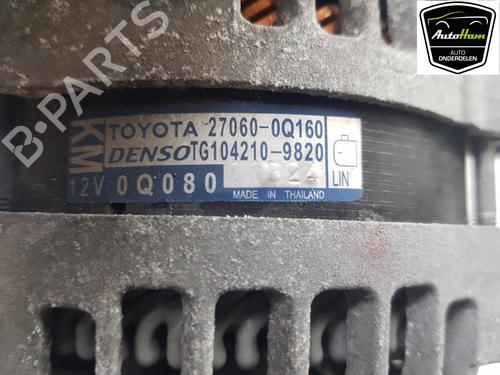 AutoHam
AUTO
ONDERDELEN
B-PARTS
KM
TOYOTA 27060-0Q160
DENSO TG104210-9820
12V 0Q080
LIN
MADE IN THAILAND